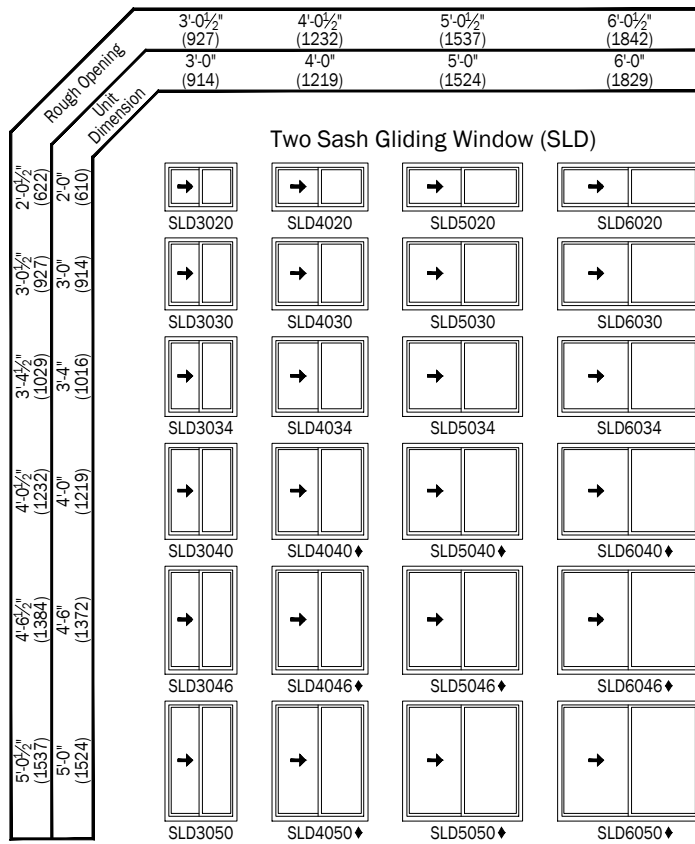 3'-0½" 4'-0½" 5'-0½" 6'-0½"
(927) (1232) (1537) (1842)
3'-0" 4'-0" 5'-0" 6'-0"
(914) (1219) (1524) (1829)
Rough Opening
Unit
Dimension
Two Sash Gliding Window (SLD)
2'-0½"
(622)
2'-0"
(610)
SLD3020 SLD4020 SLD5020 SLD6020
3'-0½"
(927)
3'-0"
(914)
SLD3030 SLD4030 SLD5030 SLD6030
3'-4½"
(1029)
3'-4"
(1016)
SLD3034 SLD4034 SLD5034 SLD6034
4'-0½"
(1232)
4'-0"
(1219)
SLD3040 SLD4040♦ SLD5040♦ SLD6040♦
4'-6½"
(1384)
4'-6"
(1372)
SLD3046 SLD4046♦ SLD5046♦ SLD6046♦
5'-0½"
(1537)
5'-0"
(1524)
SLD3050 SLD4050♦ SLD5050♦ SLD6050♦